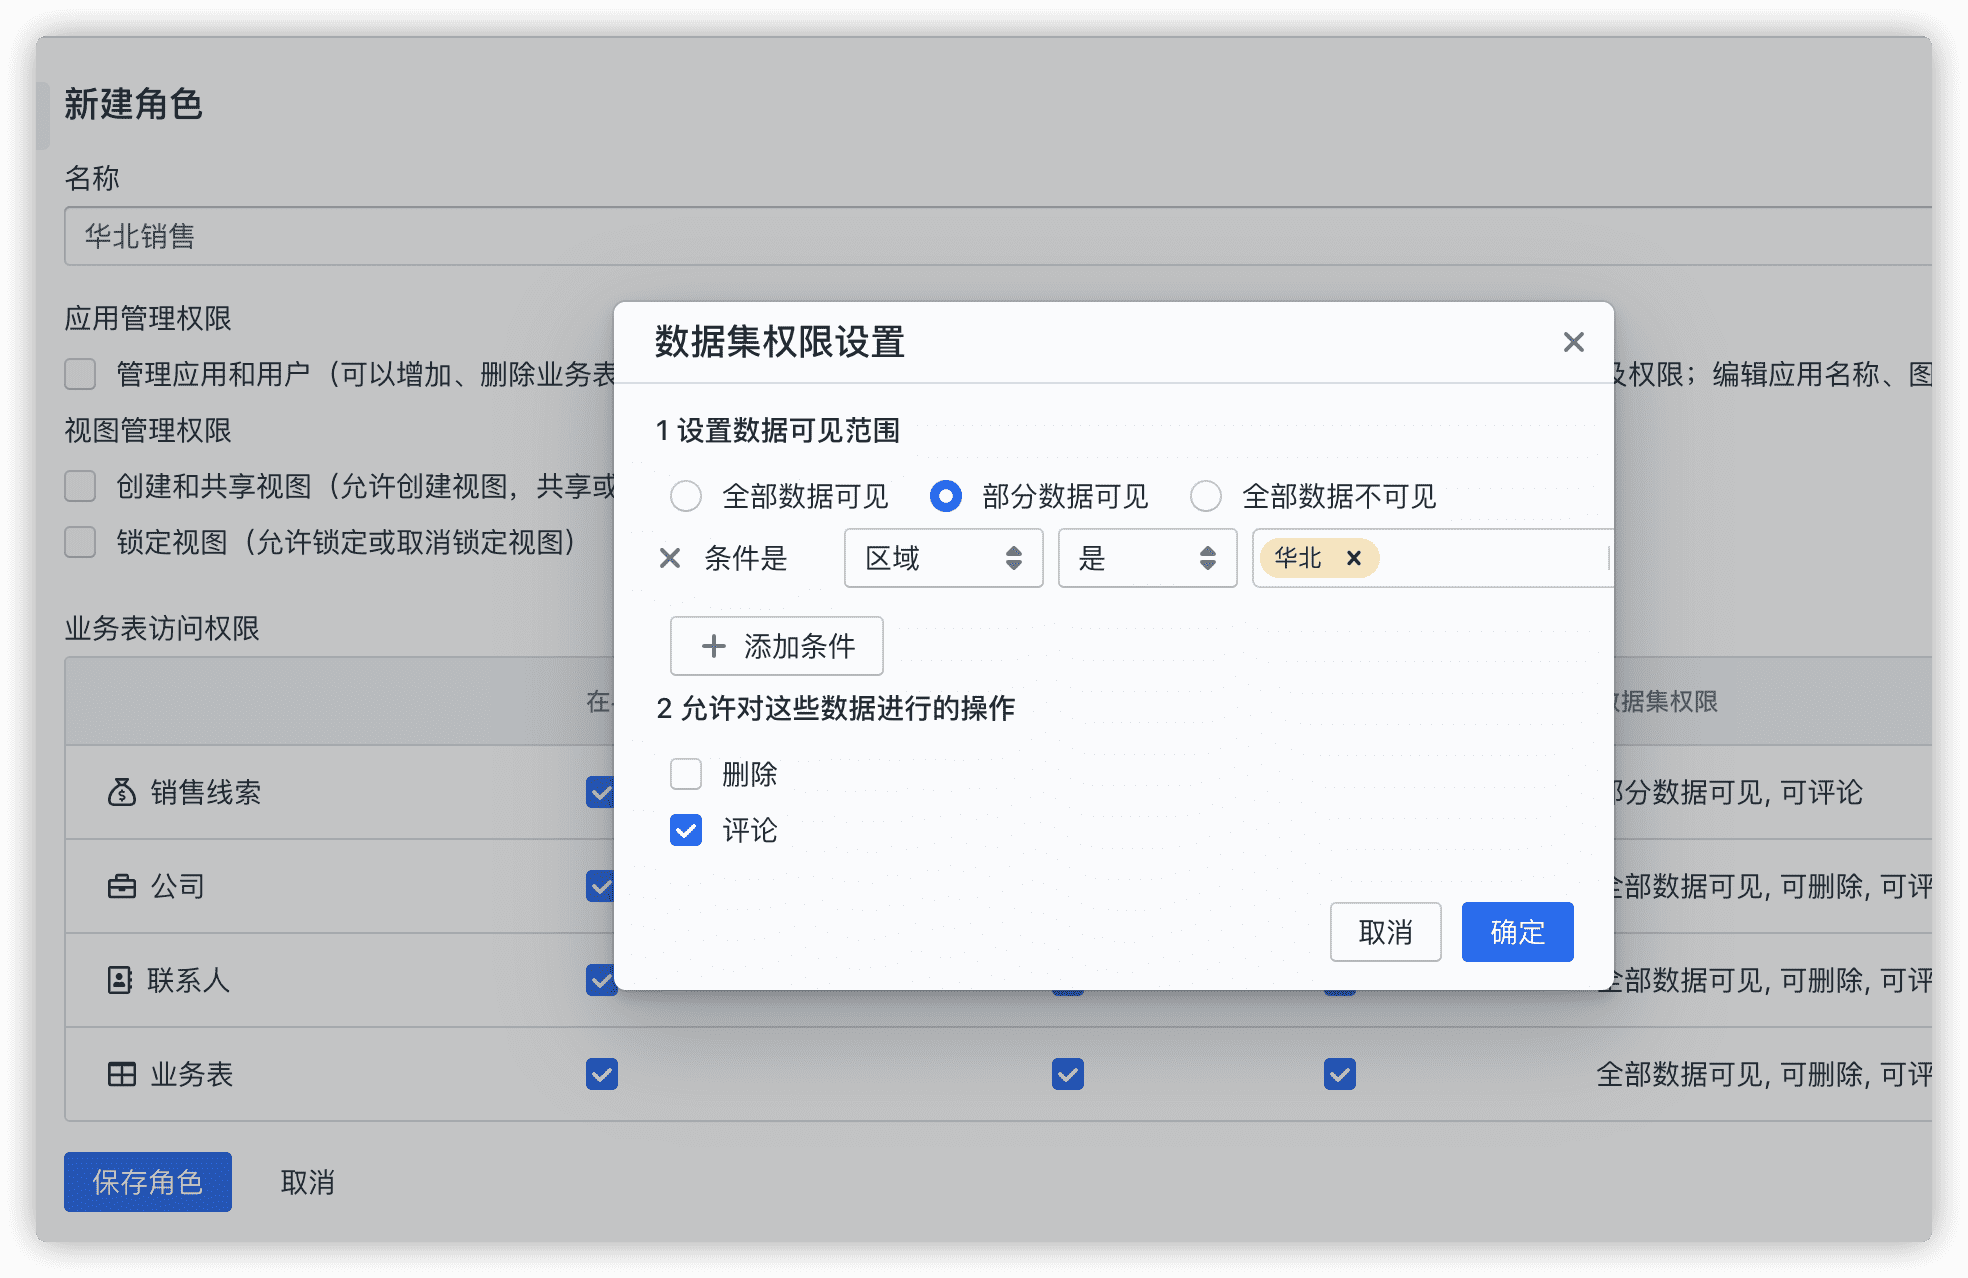 新建角色
名称
华北销售
应用管理权限
管理应用和用户（可以增加、删除业务表
权限；编辑应用名称、图
视图管理权限
创建和共享视图（允许创建视图，共享或
锁定视图（允许锁定或取消锁定视图）
业务表访问权限
在
据集权限
销售线索
分数据可见, 可评论
公司
部数据可见, 可删除, 可评
联系人
部数据可见, 可删除, 可评
业务表
全部数据可见, 可删除, 可评
保存角色
取消
数据集权限设置
1 设置数据可见范围
全部数据可见
部分数据可见
全部数据不可见
条件是
区域
是
华北
添加条件
2 允许对这些数据进行的操作
删除
评论
取消
确定